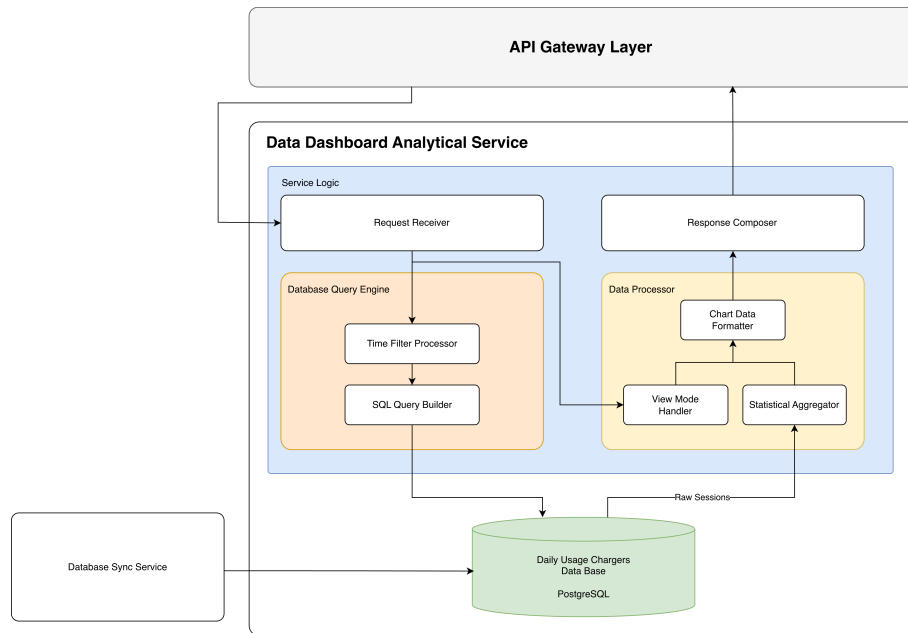 API Gateway Layer
Data Dashboard Analytical Service
Service Logic
Request Receiver
Response Composer
Database Query Engine
Data Processor
Chart Data
Formatter
Time Filter Processor
SQL Query Builder
View Mode
Handler
Statistical Aggregator
Raw Sessions
Database Sync Service
Daily Usage Chargers
Data Base
PostgreSQL